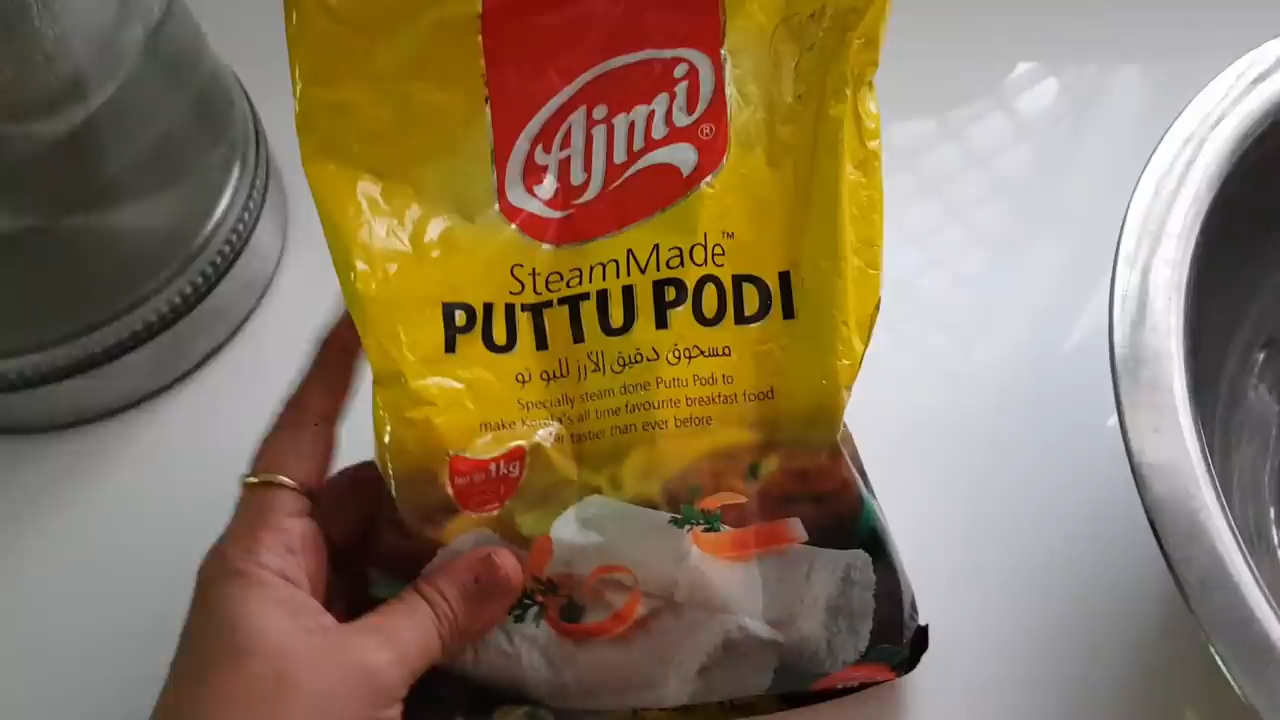 Ajmi®
SteamMade™
PUTTU PODI
مسحوق دقيق الأرز للبو تو
Specially steam done Puttu Podi to
make Kerala's all time favourite breakfast food
tastier than ever before
1kg